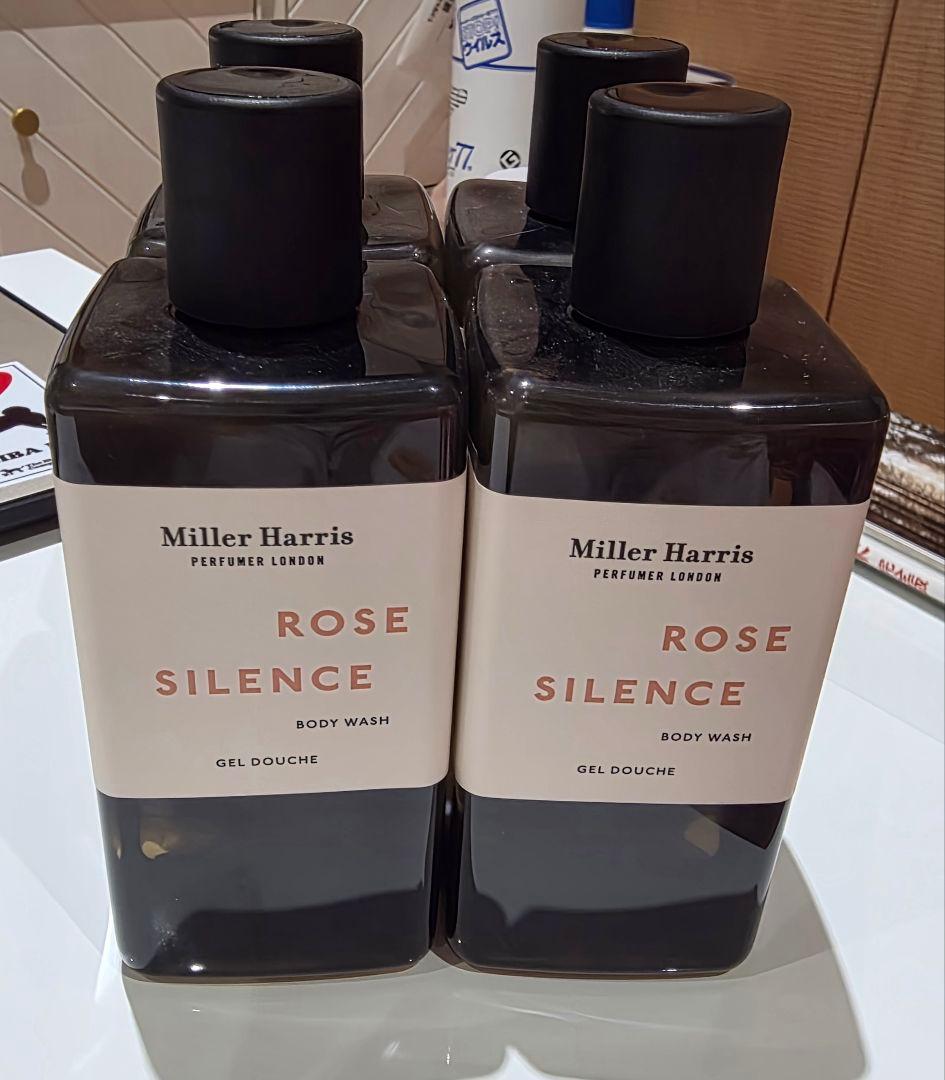 ウイルス
77
Miller Harris
PERFUMER LONDON
ROSE
SILENCE
BODY WASH
GEL DOUCHE
Miller Harris
PERFUMER LONDON
ROSE
SILENCE
BODY WASH
GEL DOUCHE